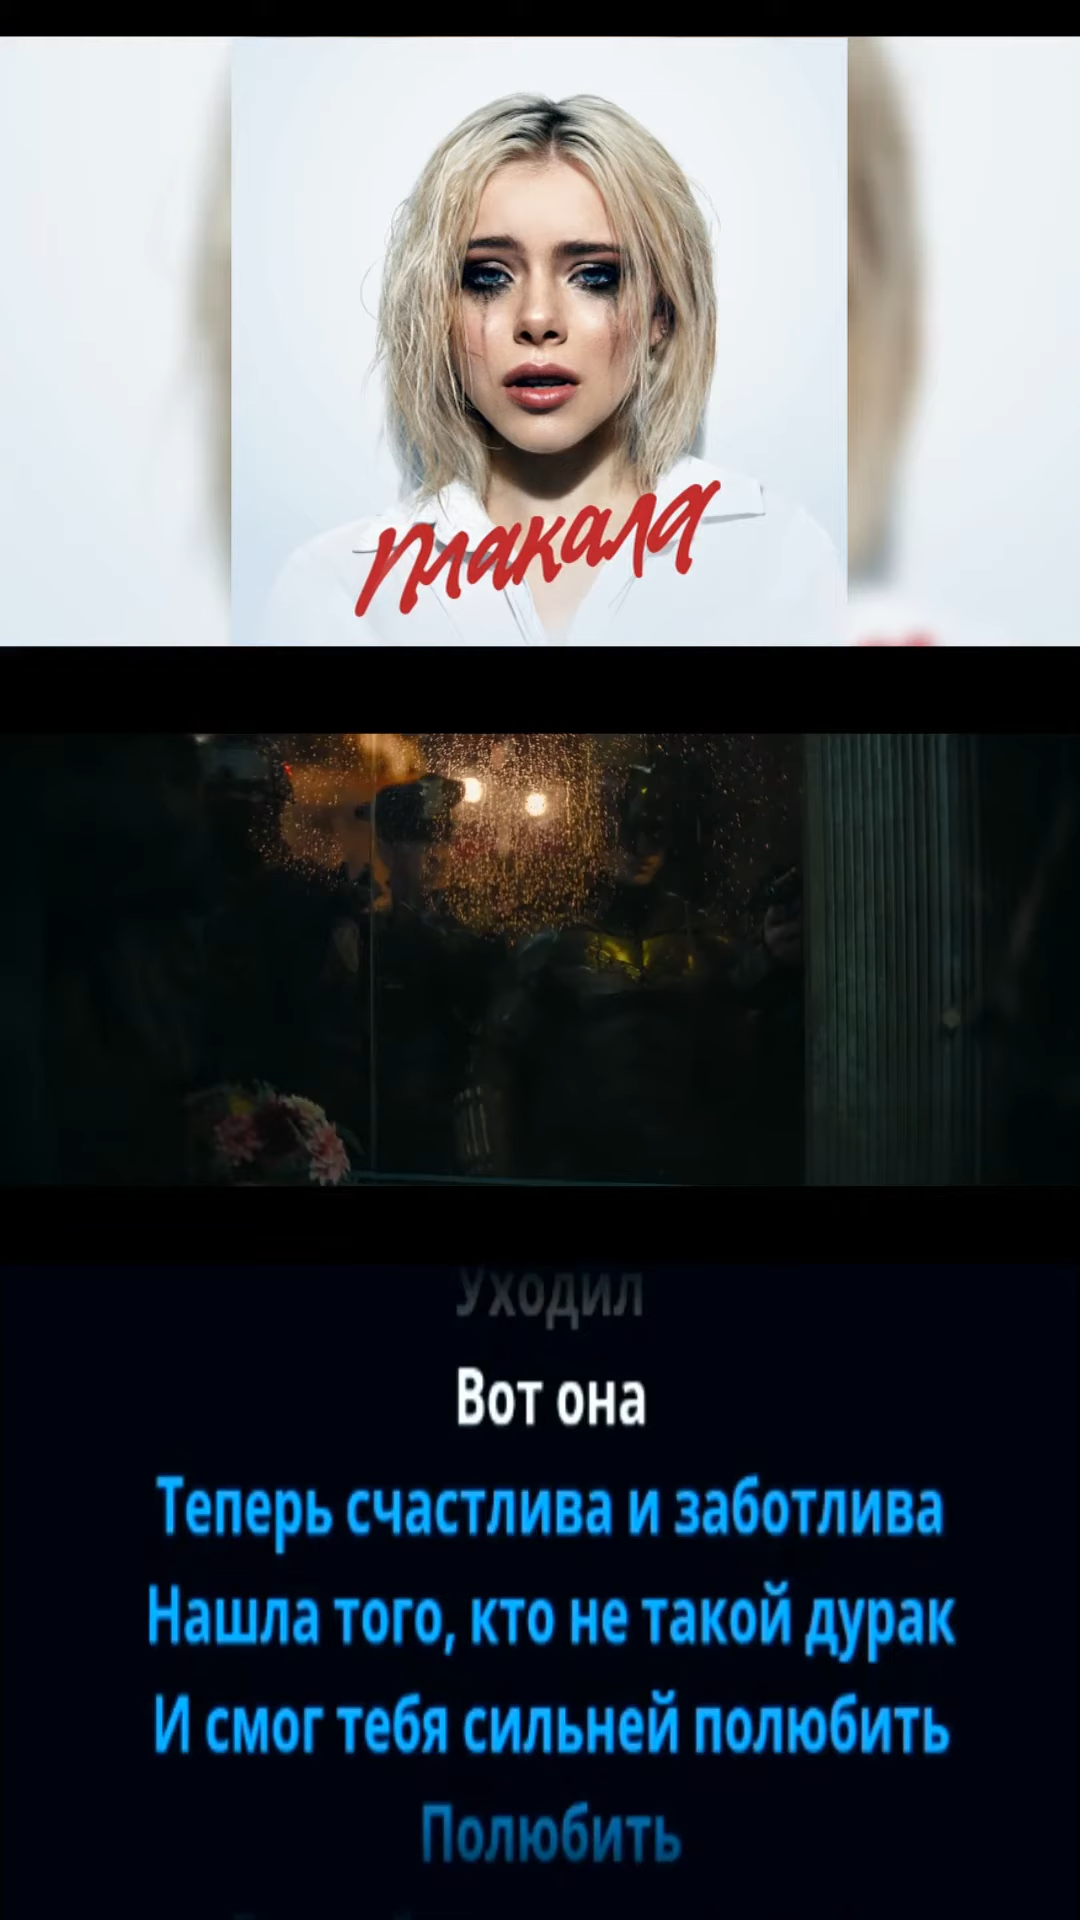 Плакала
Уходил
Вот она
Теперь счастлива и заботлива
Нашла того, кто не такой дурак
И смог тебя сильней полюбить
Полюбить